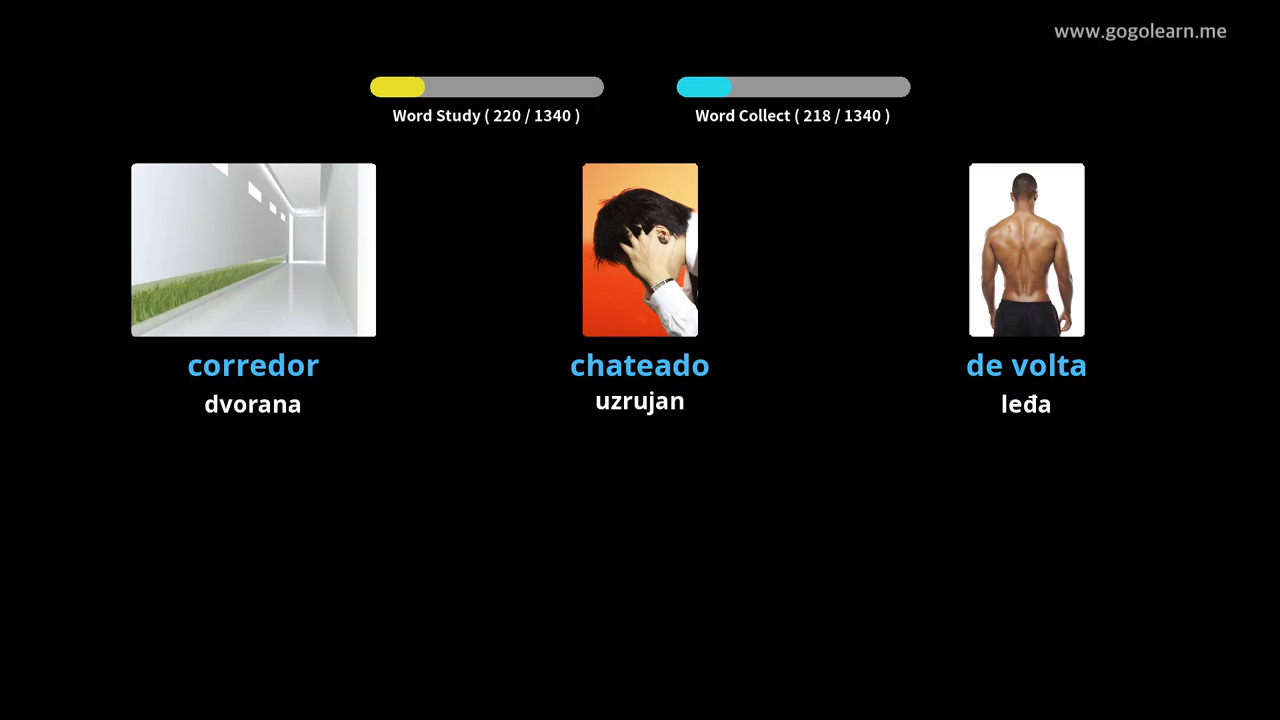 www.gogolearn.me
Word Study ( 220 / 1340 )
Word Collect ( 218 / 1340 )
corredor
dvorana
chateado
uzrujan
de volta
leđa